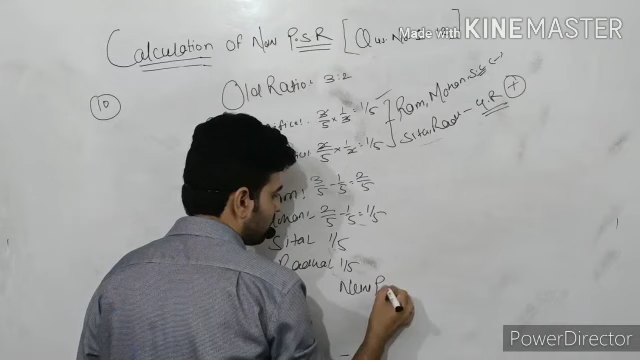 Made with KINEMASTER
Calculation of New P.S.R [Que. No
10
Old Ratio: 3:2
3/5 × 1/3 = 1/5
Ram, Mohan
2/5 × 1/2 = 1/5
Sital, Radha
3/5 - 1/5 = 2/5
2/5 - 1/5 = 1/5
Sital 1/5
Radha 1/5
New P
PowerDirector